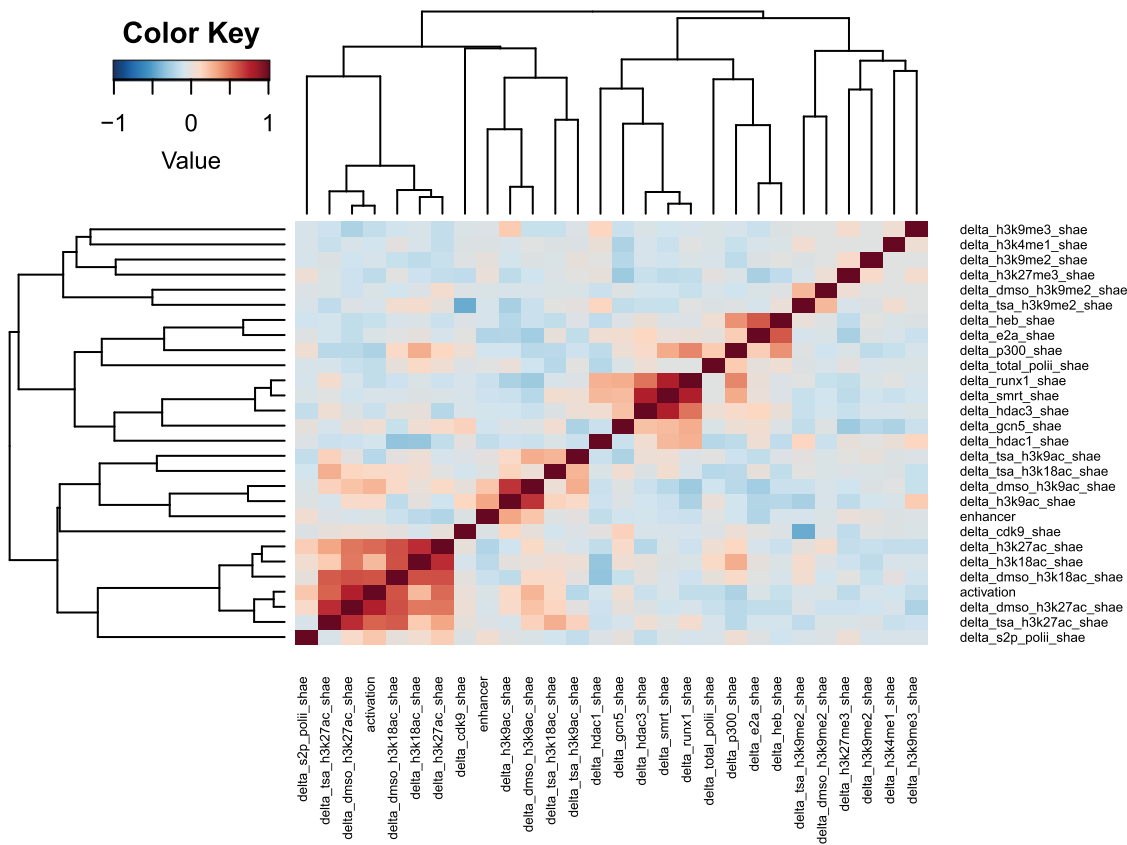 Color Key
−1 0 1
Value
delta_h3k9me3_shae
delta_h3k4me1_shae
delta_h3k9me2_shae
delta_h3k27me3_shae
delta_dmso_h3k9me2_shae
delta_tsa_h3k9me2_shae
delta_heb_shae
delta_e2a_shae
delta_p300_shae
delta_total_polii_shae
delta_runx1_shae
delta_smrt_shae
delta_hdac3_shae
delta_gcn5_shae
delta_hdac1_shae
delta_tsa_h3k9ac_shae
delta_tsa_h3k18ac_shae
delta_dmso_h3k9ac_shae
delta_h3k9ac_shae
enhancer
delta_cdk9_shae
delta_h3k27ac_shae
delta_h3k18ac_shae
delta_dmso_h3k18ac_shae
activation
delta_dmso_h3k27ac_shae
delta_tsa_h3k27ac_shae
delta_s2p_polii_shae
delta_s2p_polii_shae
delta_tsa_h3k27ac_shae
delta_dmso_h3k27ac_shae
activation
delta_dmso_h3k18ac_shae
delta_h3k18ac_shae
delta_h3k27ac_shae
delta_cdk9_shae
enhancer
delta_h3k9ac_shae
delta_dmso_h3k9ac_shae
delta_tsa_h3k18ac_shae
delta_tsa_h3k9ac_shae
delta_hdac1_shae
delta_gcn5_shae
delta_hdac3_shae
delta_smrt_shae
delta_runx1_shae
delta_total_polii_shae
delta_p300_shae
delta_e2a_shae
delta_heb_shae
delta_tsa_h3k9me2_shae
delta_dmso_h3k9me2_shae
delta_h3k27me3_shae
delta_h3k9me2_shae
delta_h3k4me1_shae
delta_h3k9me3_shae